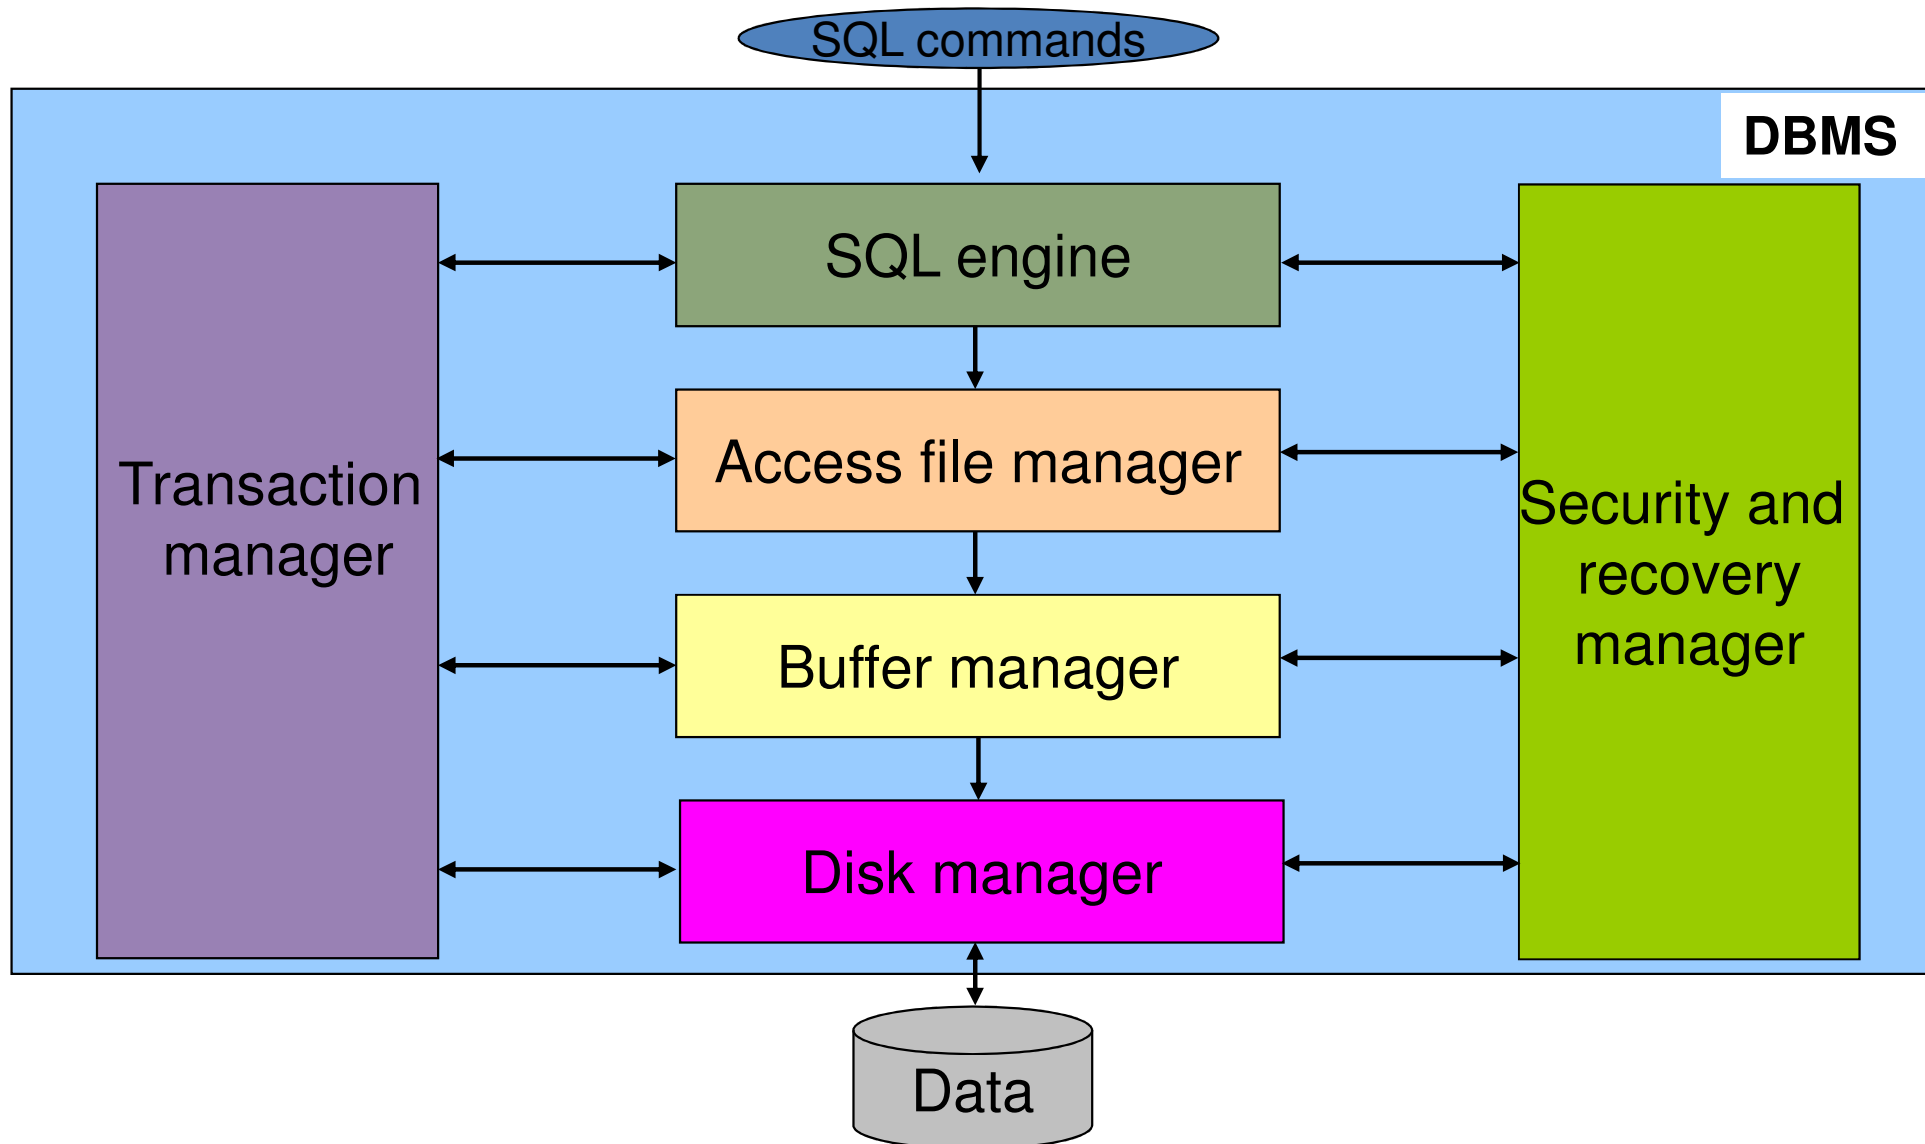 SQL commands
DBMS
SQL engine
Access file manager
Transaction
manager
Security and
recovery
manager
Buffer manager
Disk manager
Data